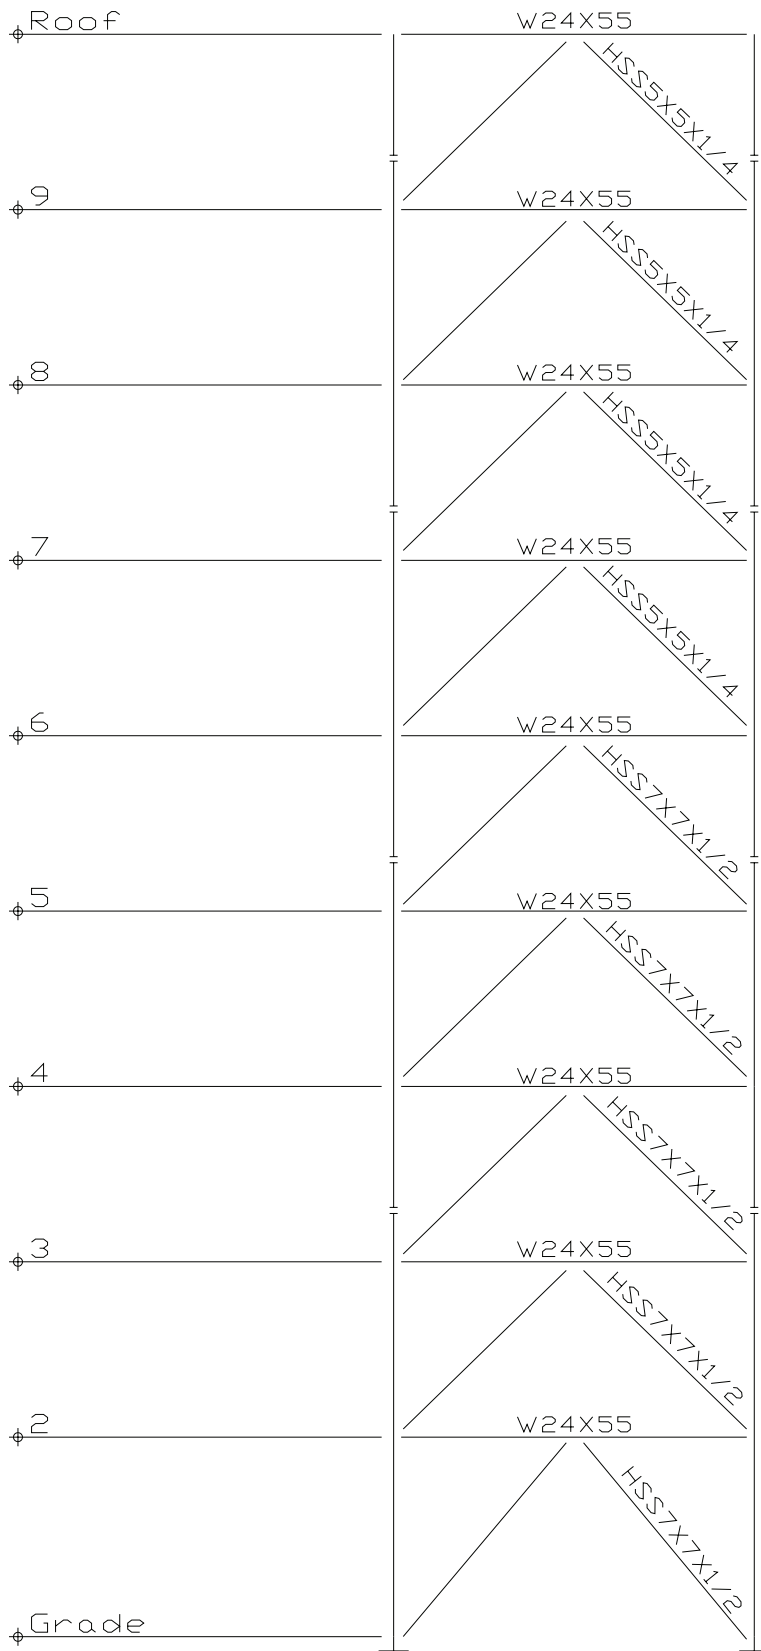 Roof
W24X55
HSS5X5X1/4
9
W24X55
HSS5X5X1/4
8
W24X55
HSS5X5X1/4
7
W24X55
HSS5X5X1/4
6
W24X55
HSS7X7X1/2
5
W24X55
HSS7X7X1/2
4
W24X55
HSS7X7X1/2
3
W24X55
HSS7X7X1/2
2
W24X55
HSS7X7X1/2
Grade